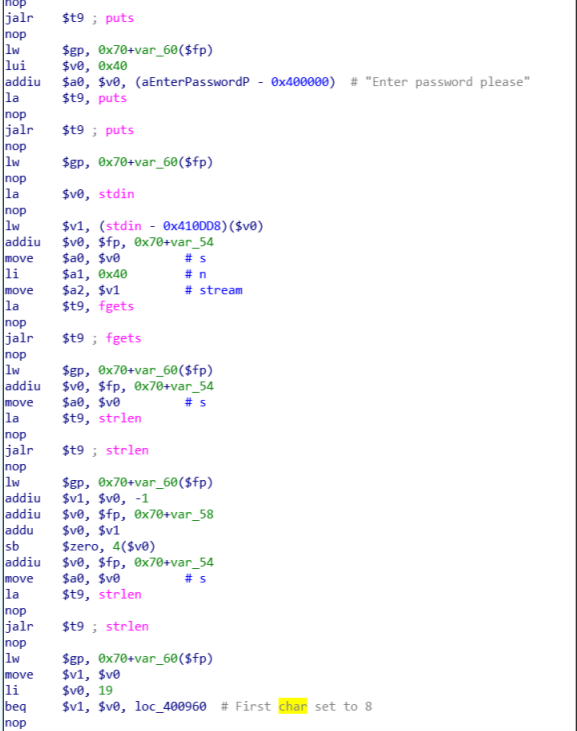 nop
jalr $t9 ; puts
nop
lw $gp, 0x70+var_60($fp)
lui $v0, 0x40
addiu $a0, $v0, (aEnterPasswordP - 0x400000) # "Enter password please"
la $t9, puts
nop
jalr $t9 ; puts
nop
lw $gp, 0x70+var_60($fp)
nop
la $v0, stdin
nop
lw $v1, (stdin - 0x410DD8)($v0)
addiu $v0, $fp, 0x70+var_54
move $a0, $v0 # s
li $a1, 0x40 # n
move $a2, $v1 # stream
la $t9, fgets
nop
jalr $t9 ; fgets
nop
lw $gp, 0x70+var_60($fp)
addiu $v0, $fp, 0x70+var_54
move $a0, $v0 # s
la $t9, strlen
nop
jalr $t9 ; strlen
nop
lw $gp, 0x70+var_60($fp)
addiu $v1, $v0, -1
addiu $v0, $fp, 0x70+var_58
addu $v0, $v1
sb $zero, 4($v0)
addiu $v0, $fp, 0x70+var_54
move $a0, $v0 # s
la $t9, strlen
nop
jalr $t9 ; strlen
nop
lw $gp, 0x70+var_60($fp)
move $v1, $v0
li $v0, 19
beq $v1, $v0, loc_400960 # First char set to 8
nop